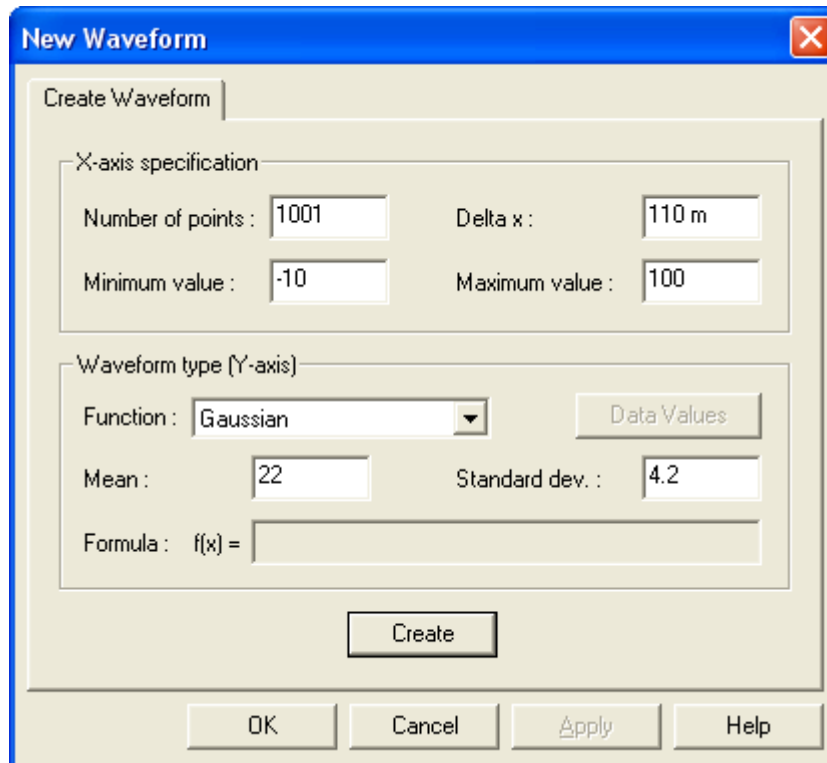 New Waveform
Create Waveform
X-axis specification
Number of points : 1001 Delta x : 110 m
Minimum value : -10 Maximum value : 100
Waveform type (Y-axis)
Function : Gaussian Data Values
Mean : 22 Standard dev. : 4.2
Formula : f(x) =
Create
OK Cancel Apply Help